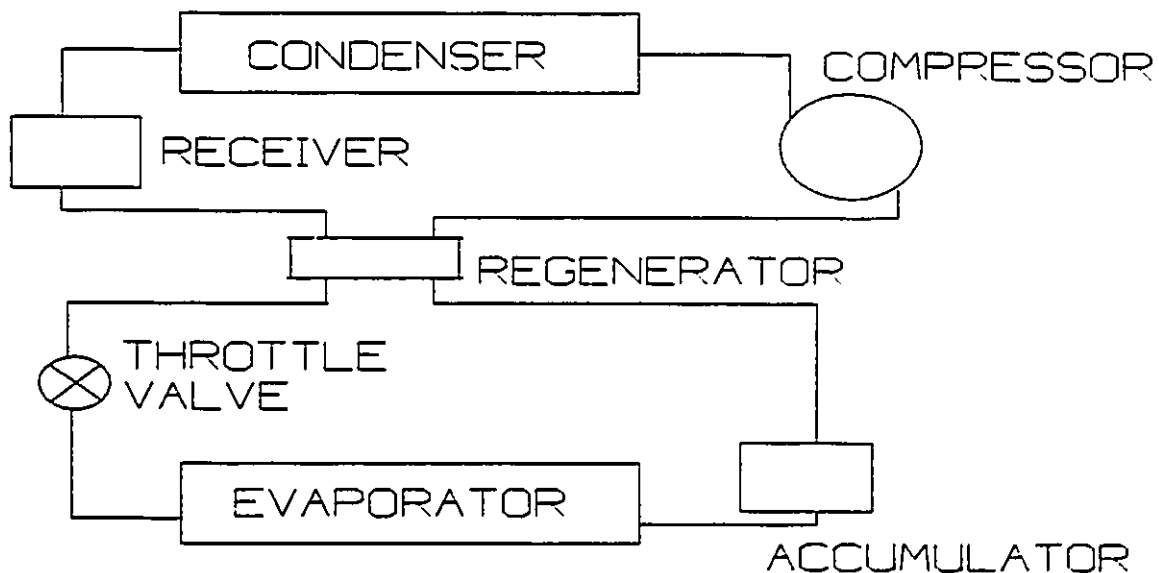 CONDENSER
COMPRESSOR
RECEIVER
REGENERATOR
THROTTLE
VALVE
EVAPORATOR
ACCUMULATOR